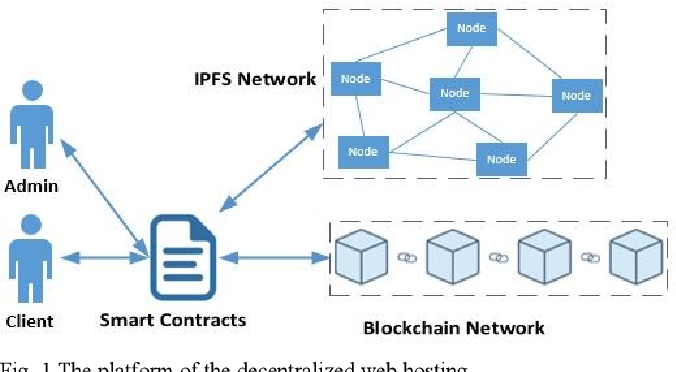 Node
IPFS Network
Node
Node
Node
Node
Node
Admin
Client
Smart Contracts
Blockchain Network
Fig. 1 The platform of the decentralized web hosting